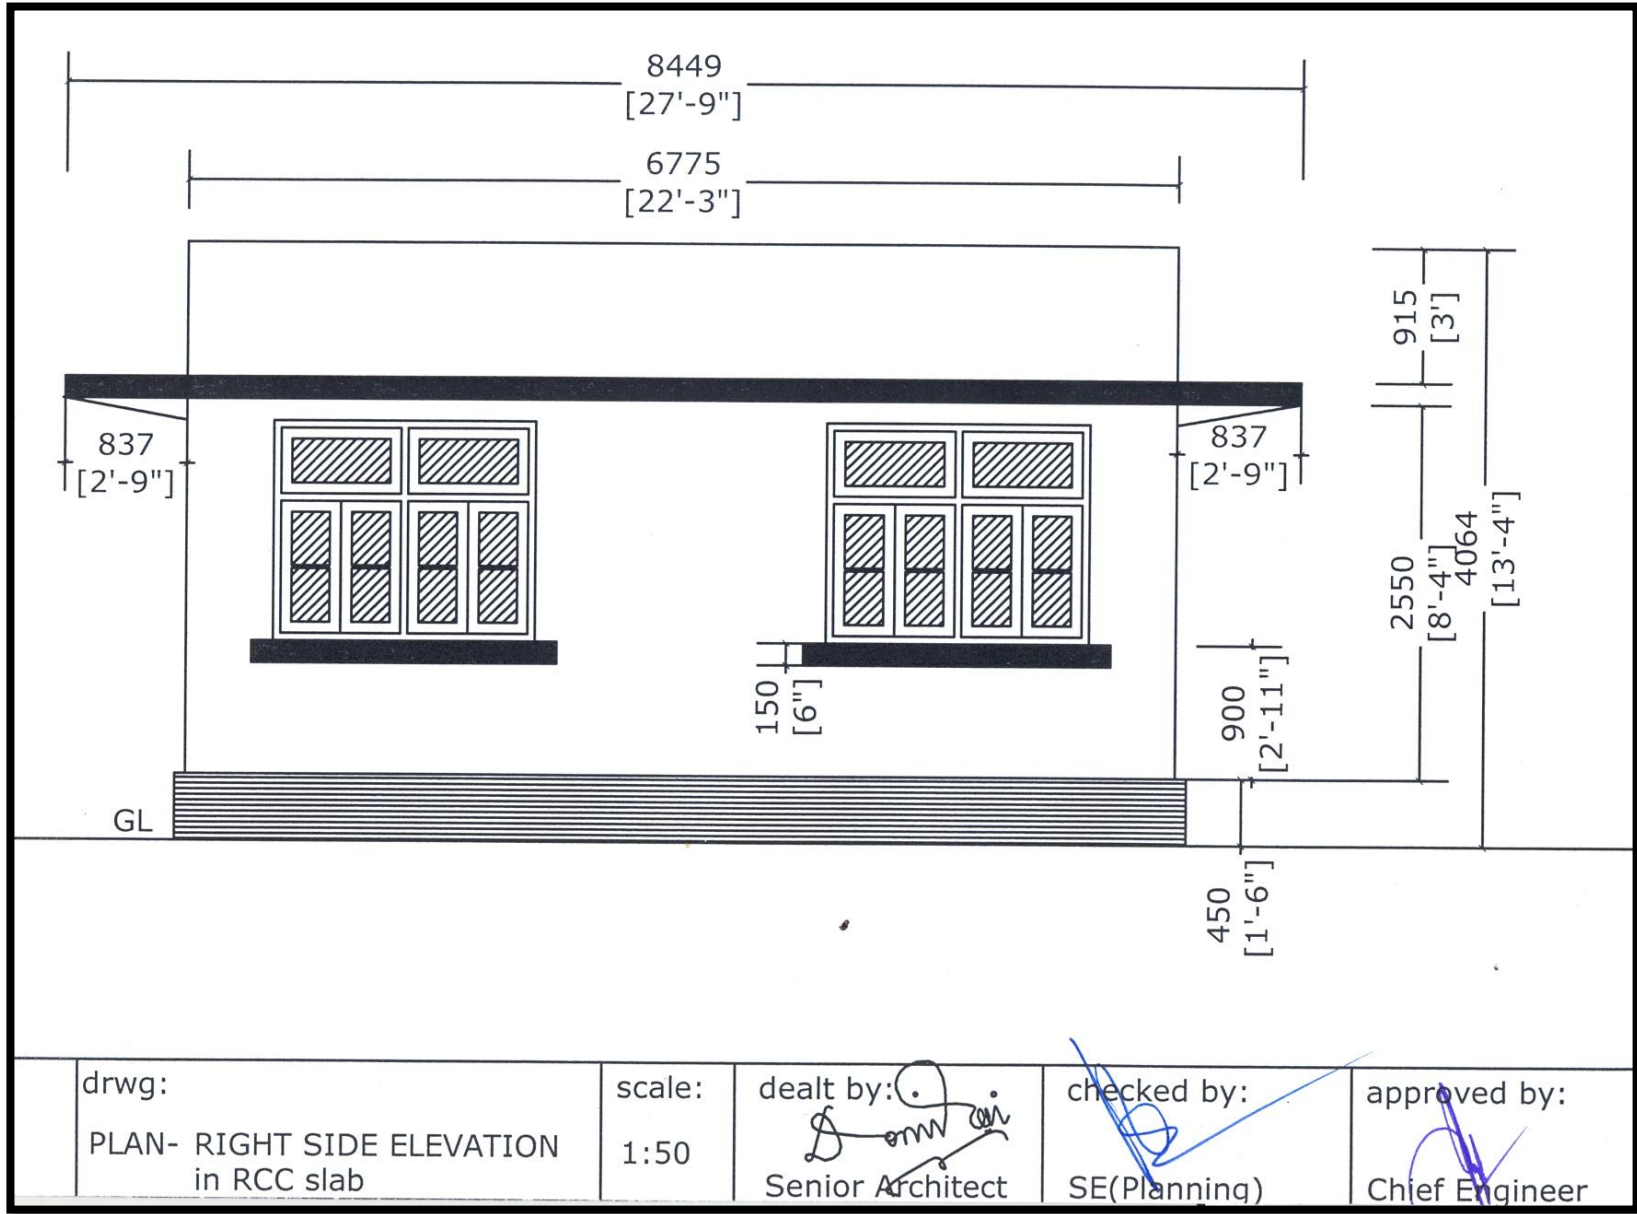 8449
[27'-9"]
6775
[22'-3"]
915
[3']
837
[2'-9"]
837
[2'-9"]
2550
[8'-4"]
4064
[13'-4"]
150
[6"]
900
[2'-11"]
GL
450
[1'-6"]
drwg:
PLAN- RIGHT SIDE ELEVATION
in RCC slab
scale:
1:50
dealt by:
Senior Architect
checked by:
SE(Planning)
approved by:
Chief Engineer